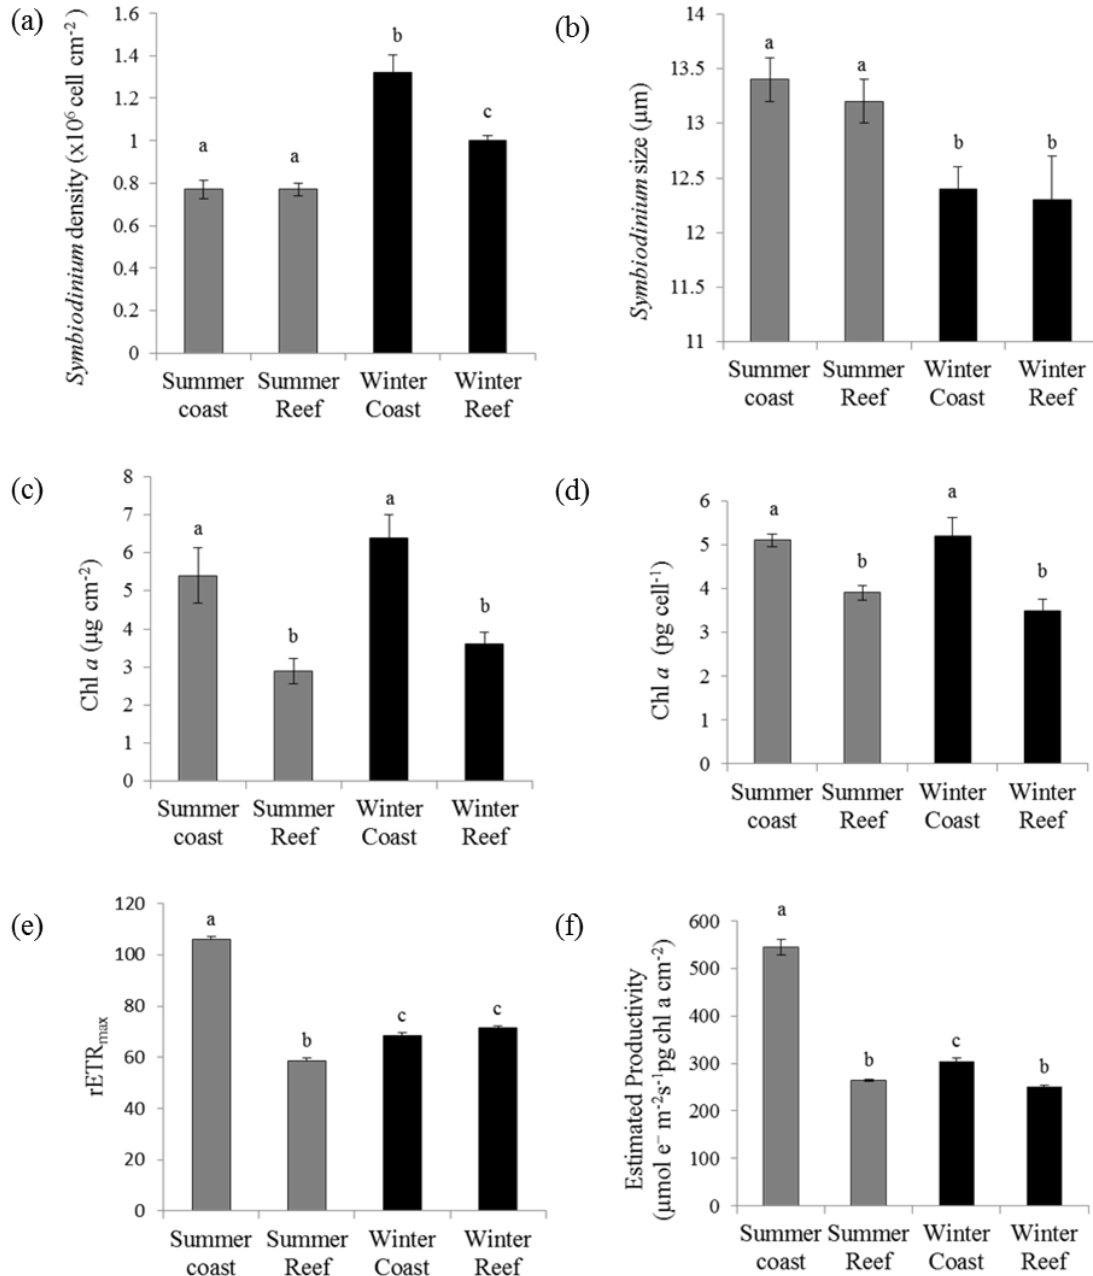 (a)
Symbiodinium density (x10⁶ cell cm⁻²)
1.6
1.4
1.2
1
0.8
0.6
0.4
0.2
0
a
a
b
c
Summer Summer Winter Winter
coast Reef Coast Reef
(b)
Symbiodinium size (µm)
14
13.5
13
12.5
12
11.5
11
a
a
b
b
Summer Summer Winter Winter
coast Reef Coast Reef
(c)
Chl a (µg cm⁻²)
8
7
6
5
4
3
2
1
0
a
b
a
b
Summer Summer Winter Winter
coast Reef Coast Reef
(d)
Chl a (pg cell⁻¹)
6
5
4
3
2
1
0
a
b
a
b
Summer Summer Winter Winter
coast Reef Coast Reef
(e)
rETRmax
120
100
80
60
40
20
0
a
b
c
c
Summer Summer Winter Winter
coast Reef Coast Reef
(f)
Estimated Productivity
(µmol e⁻ m⁻²s⁻¹pg chl a cm⁻²)
600
500
400
300
200
100
0
a
b
c
b
Summer Summer Winter Winter
coast Reef Coast Reef